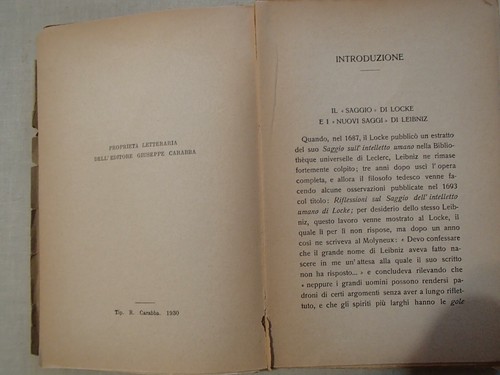 PROPRIETÀ LETTERARIA
DELL'EDITORE GIUSEPPE CARABBA
Tip. R. Carabba. 1930
INTRODUZIONE
IL «SAGGIO» DI LOCKE
E I «NUOVI SAGGI» DI LEIBNIZ
Quando, nel 1687, il Locke pubblicò un estratto
del suo Saggio sull'intelletto umano nella Biblio-
thèque universelle di Leclerc, Leibniz ne rimase
fortemente colpito; tre anni dopo uscì l'opera
completa, e allora il filosofo tedesco venne fa-
cendo alcune osservazioni pubblicate nel 1693
col titolo: Riflessioni sul Saggio dell'intelletto
umano di Locke; per desiderio dello stesso Leib-
niz, questo lavoro venne mostrato al Locke, il
quale lì per lì non rispose, ma dopo un anno
così ne scriveva al Molyneux: «Devo confessare
che il grande nome di Leibniz aveva fatto na-
scere in me un'attesa alla quale il suo scritto
non ha risposto...» e concludeva rilevando che
«neppure i grandi uomini possono rendersi pa-
droni di certi argomenti senza aver a lungo riflet-
tuto, e che gli spiriti più larghi hanno le gole